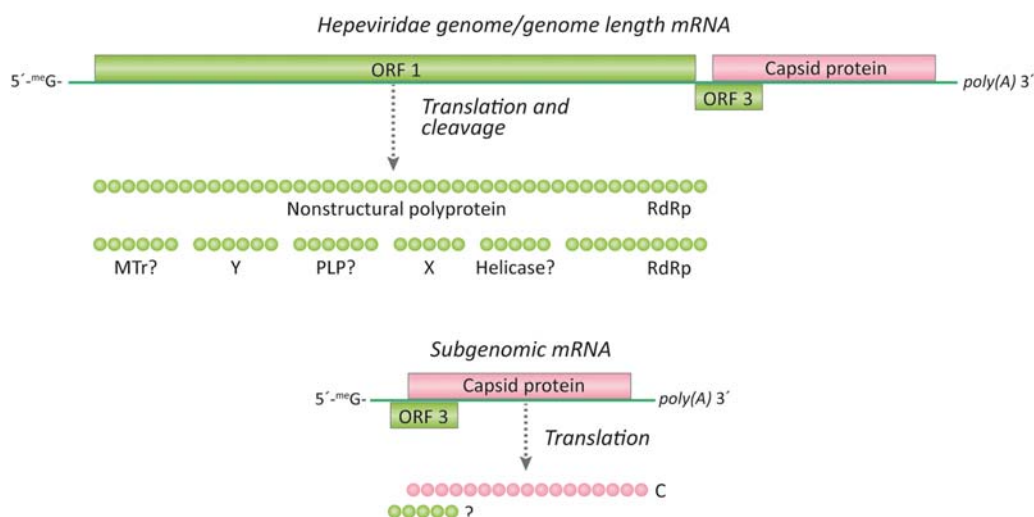 Hepeviridae genome/genome length mRNA
ORF 1
Capsid protein
5´-ᵐᵉG-
poly(A) 3´
ORF 3
Translation and
cleavage
Nonstructural polyprotein RdRp
MTr? Y PLP? X Helicase? RdRp
Subgenomic mRNA
Capsid protein
5´-ᵐᵉG-
poly(A) 3´
ORF 3
Translation
C
?